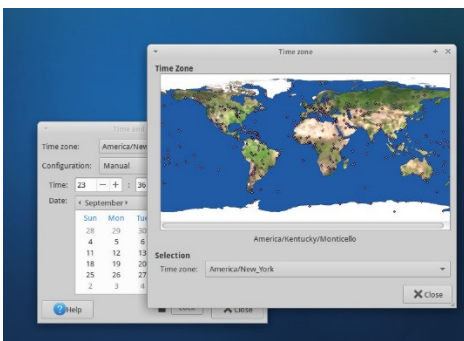 Time zone
Time Zone
America/Kentucky/Monticello
Selection
Time zone: America/New_York
Close
Time zone: America/New
Configuration: Manual
Time: 23 : 36
Date: September
Sun Mon Tue
28 29 30
4 5 6
11 12 13
18 19 20
25 26 27
2 3 4
Help
Close